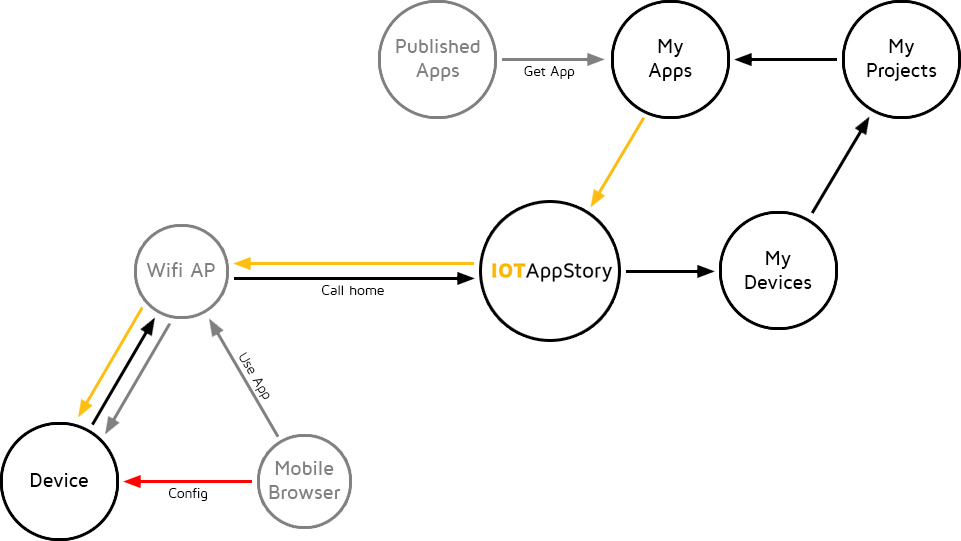 Published
Apps
Get App
My
Apps
My
Projects
Wifi AP
Call home
IOTAppStory
My
Devices
Use App
Device
Config
Mobile
Browser